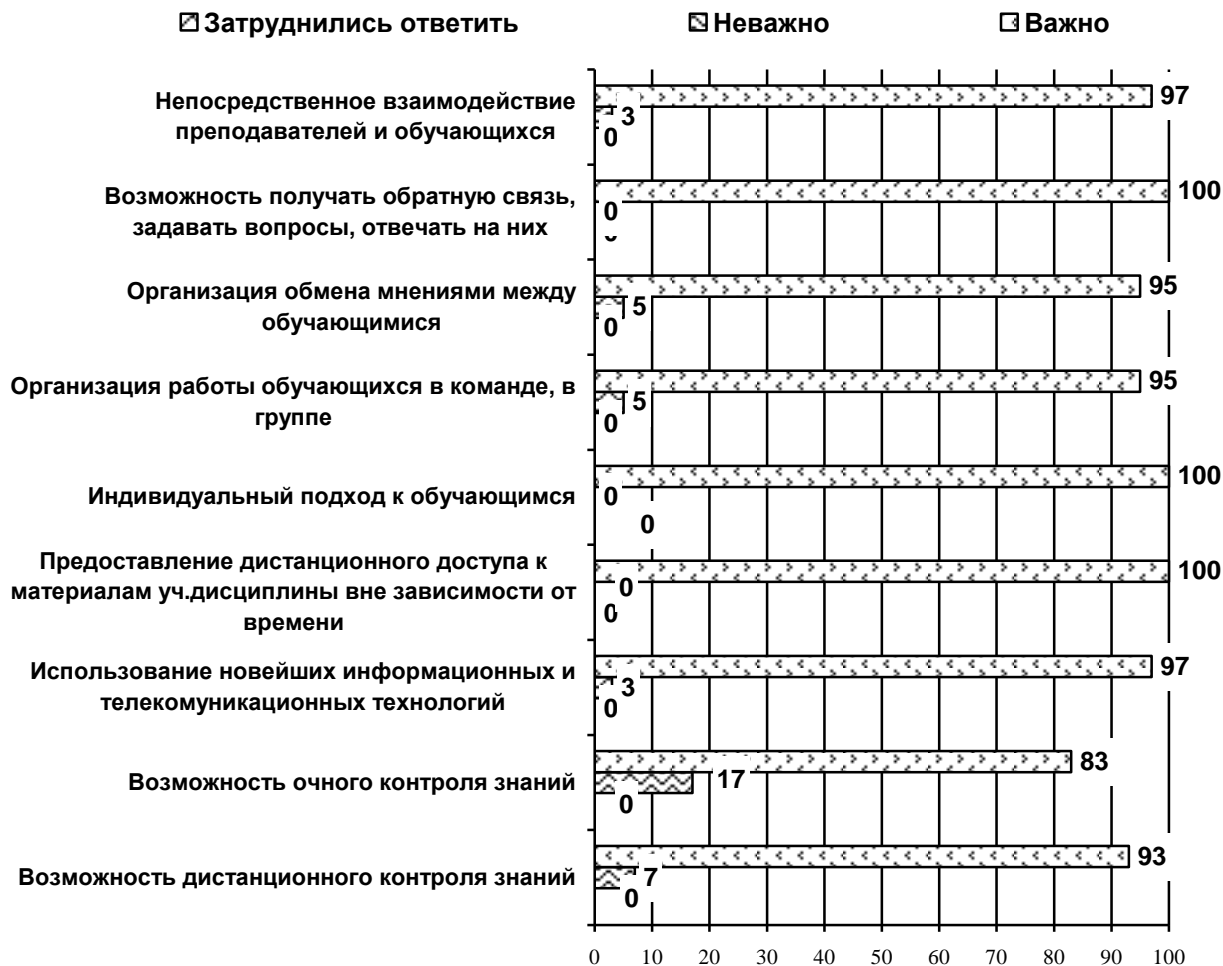 Затруднились ответить
Неважно
Важно
Непосредственное взаимодействие
преподавателей и обучающихся
97
3
0
Возможность получать обратную связь,
задавать вопросы, отвечать на них
100
0
0
Организация обмена мнениями между
обучающимися
95
5
0
Организация работы обучающихся в команде, в
группе
95
5
0
Индивидуальный подход к обучающимся
100
0
0
Предоставление дистанционного доступа к
материалам уч.дисциплины вне зависимости от
времени
100
0
0
Использование новейших информационных и
телекомуникационных технологий
97
3
0
Возможность очного контроля знаний
83
17
0
Возможность дистанционного контроля знаний
93
7
0
0 10 20 30 40 50 60 70 80 90 100